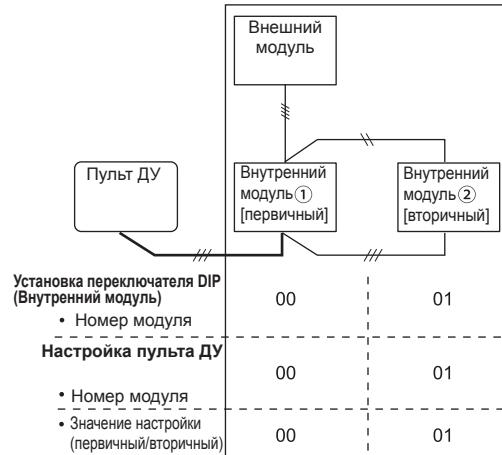 Внешний
модуль
Пульт ДУ
Внутренний
модуль①
[первичный]
Внутренний
модуль②
[вторичный]
Установка переключателя DIP
(Внутренний модуль)
• Номер модуля
00
01
Настройка пульта ДУ
• Номер модуля
00
01
• Значение настройки
(первичный/вторичный)
00
01